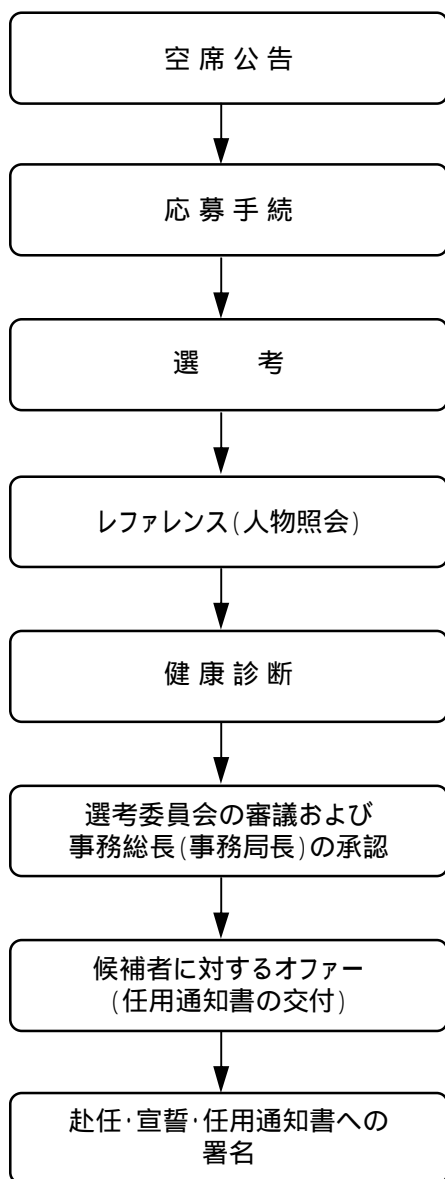 空席公告
応募手続
選　考
レファレンス(人物照会)
健康診断
選考委員会の審議および
事務総長(事務局長)の承認
候補者に対するオファー
(任用通知書の交付)
赴任・宣誓・任用通知書への
署名